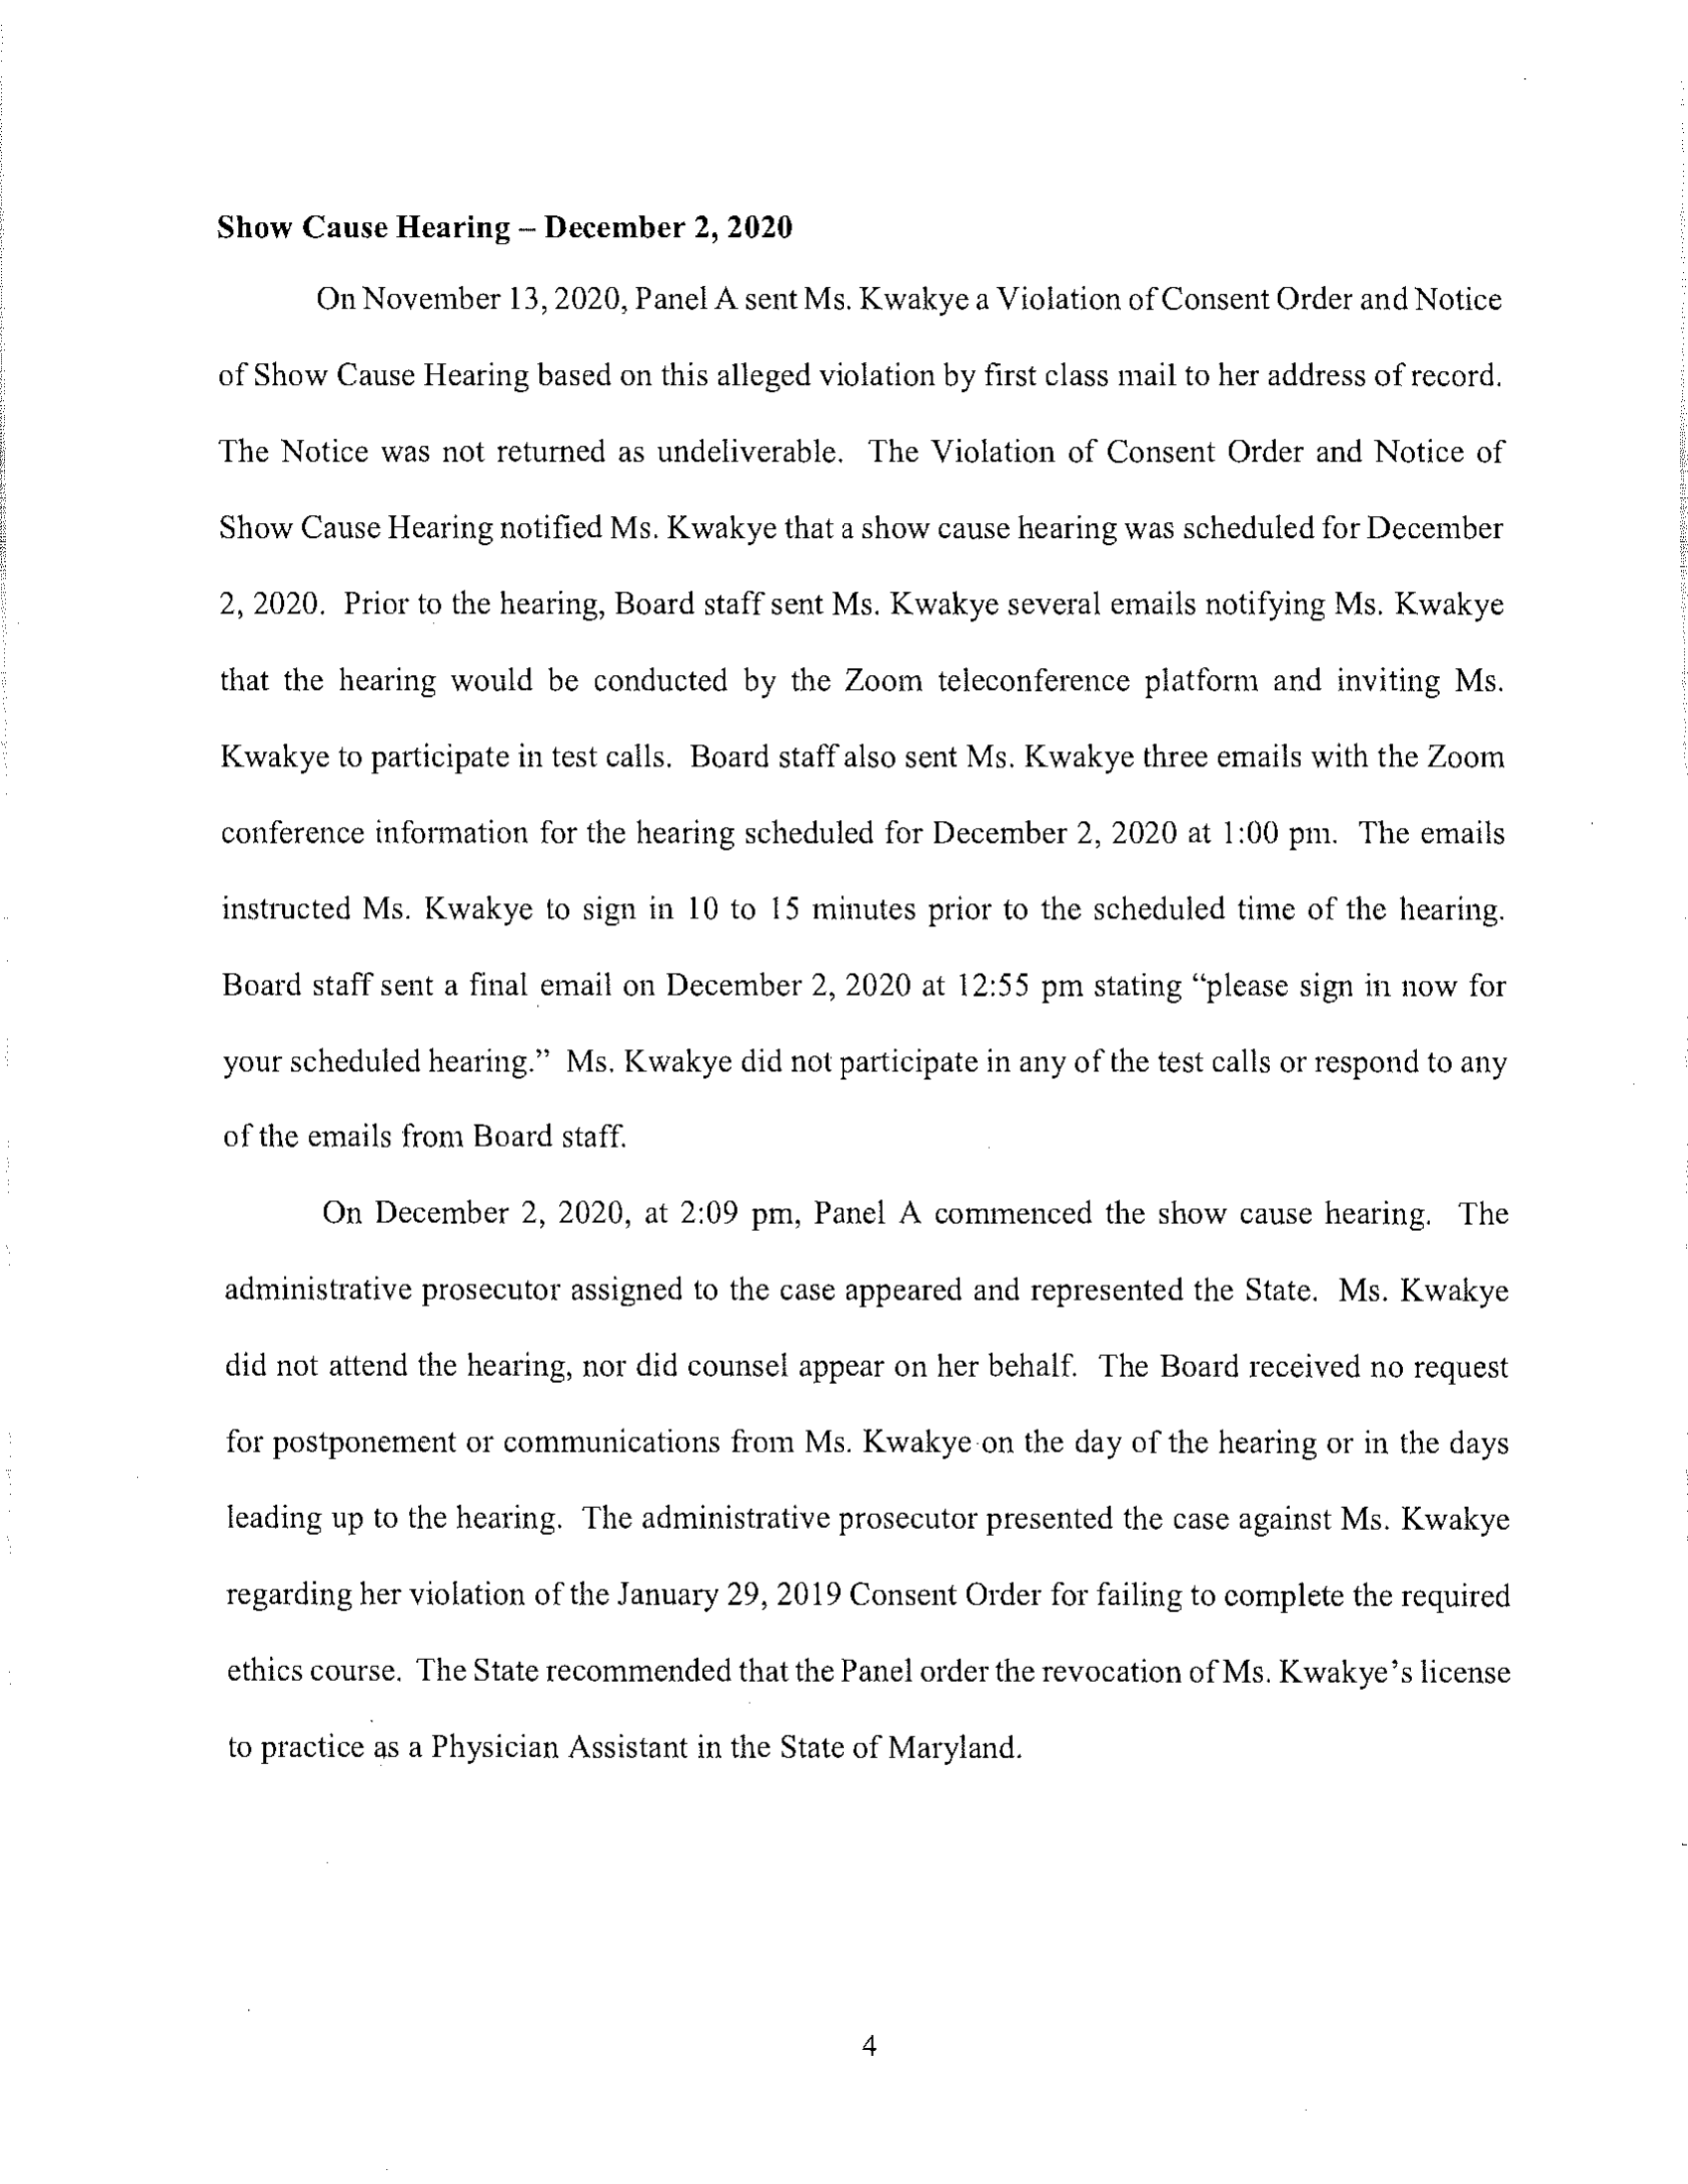 Show Cause Hearing – December 2, 2020
On November 13, 2020, Panel A sent Ms. Kwakye a Violation of Consent Order and Notice
of Show Cause Hearing based on this alleged violation by first class mail to her address of record.
The Notice was not returned as undeliverable. The Violation of Consent Order and Notice of
Show Cause Hearing notified Ms. Kwakye that a show cause hearing was scheduled for December
2, 2020. Prior to the hearing, Board staff sent Ms. Kwakye several emails notifying Ms. Kwakye
that the hearing would be conducted by the Zoom teleconference platform and inviting Ms.
Kwakye to participate in test calls. Board staff also sent Ms. Kwakye three emails with the Zoom
conference information for the hearing scheduled for December 2, 2020 at 1:00 pm. The emails
instructed Ms. Kwakye to sign in 10 to 15 minutes prior to the scheduled time of the hearing.
Board staff sent a final email on December 2, 2020 at 12:55 pm stating “please sign in now for
your scheduled hearing.” Ms. Kwakye did not participate in any of the test calls or respond to any
of the emails from Board staff.
On December 2, 2020, at 2:09 pm, Panel A commenced the show cause hearing. The
administrative prosecutor assigned to the case appeared and represented the State. Ms. Kwakye
did not attend the hearing, nor did counsel appear on her behalf. The Board received no request
for postponement or communications from Ms. Kwakye on the day of the hearing or in the days
leading up to the hearing. The administrative prosecutor presented the case against Ms. Kwakye
regarding her violation of the January 29, 2019 Consent Order for failing to complete the required
ethics course. The State recommended that the Panel order the revocation of Ms. Kwakye’s license
to practice as a Physician Assistant in the State of Maryland.
4